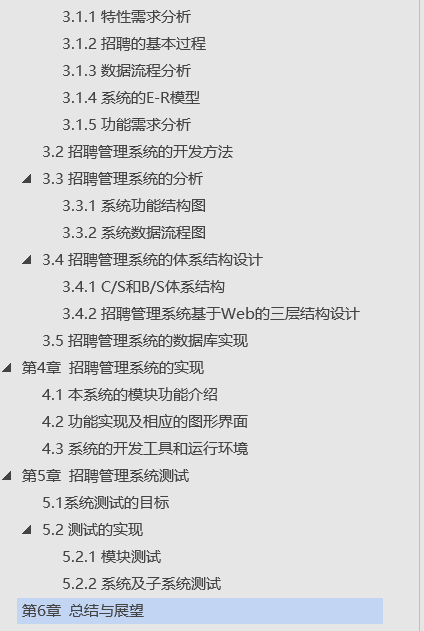 3.1.1 特性需求分析
3.1.2 招聘的基本过程
3.1.3 数据流程分析
3.1.4 系统的E-R模型
3.1.5 功能需求分析
3.2 招聘管理系统的开发方法
3.3 招聘管理系统的分析
3.3.1 系统功能结构图
3.3.2 系统数据流程图
3.4 招聘管理系统的体系结构设计
3.4.1 C/S和B/S体系结构
3.4.2 招聘管理系统基于Web的三层结构设计
3.5 招聘管理系统的数据库实现
第4章 招聘管理系统的实现
4.1 本系统的模块功能介绍
4.2 功能实现及相应的图形界面
4.3 系统的开发工具和运行环境
第5章 招聘管理系统测试
5.1系统测试的目标
5.2 测试的实现
5.2.1 模块测试
5.2.2 系统及子系统测试
第6章 总结与展望